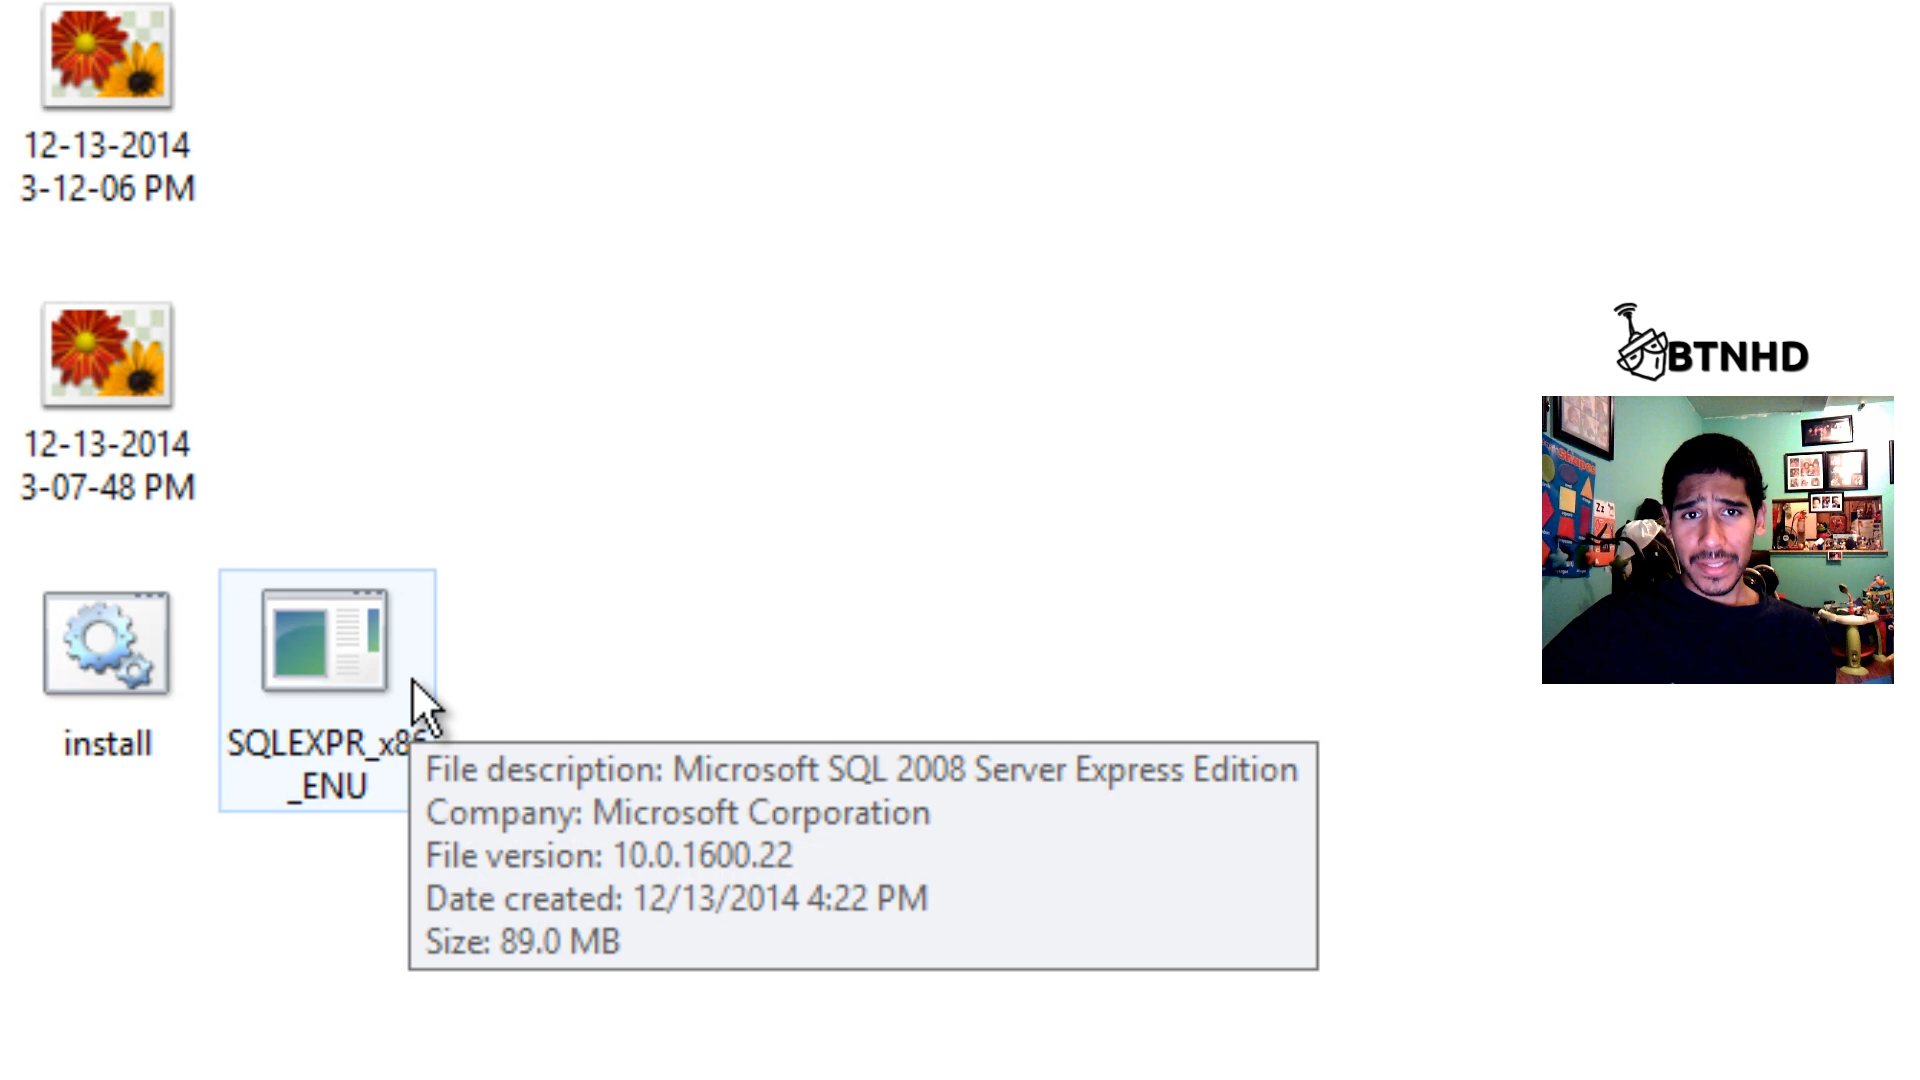 12-13-2014
3-12-06 PM
12-13-2014
3-07-48 PM
BTNHD
Zz
install
SQLEXPR_x86
_ENU
File description: Microsoft SQL 2008 Server Express Edition
Company: Microsoft Corporation
File version: 10.0.1600.22
Date created: 12/13/2014 4:22 PM
Size: 89.0 MB